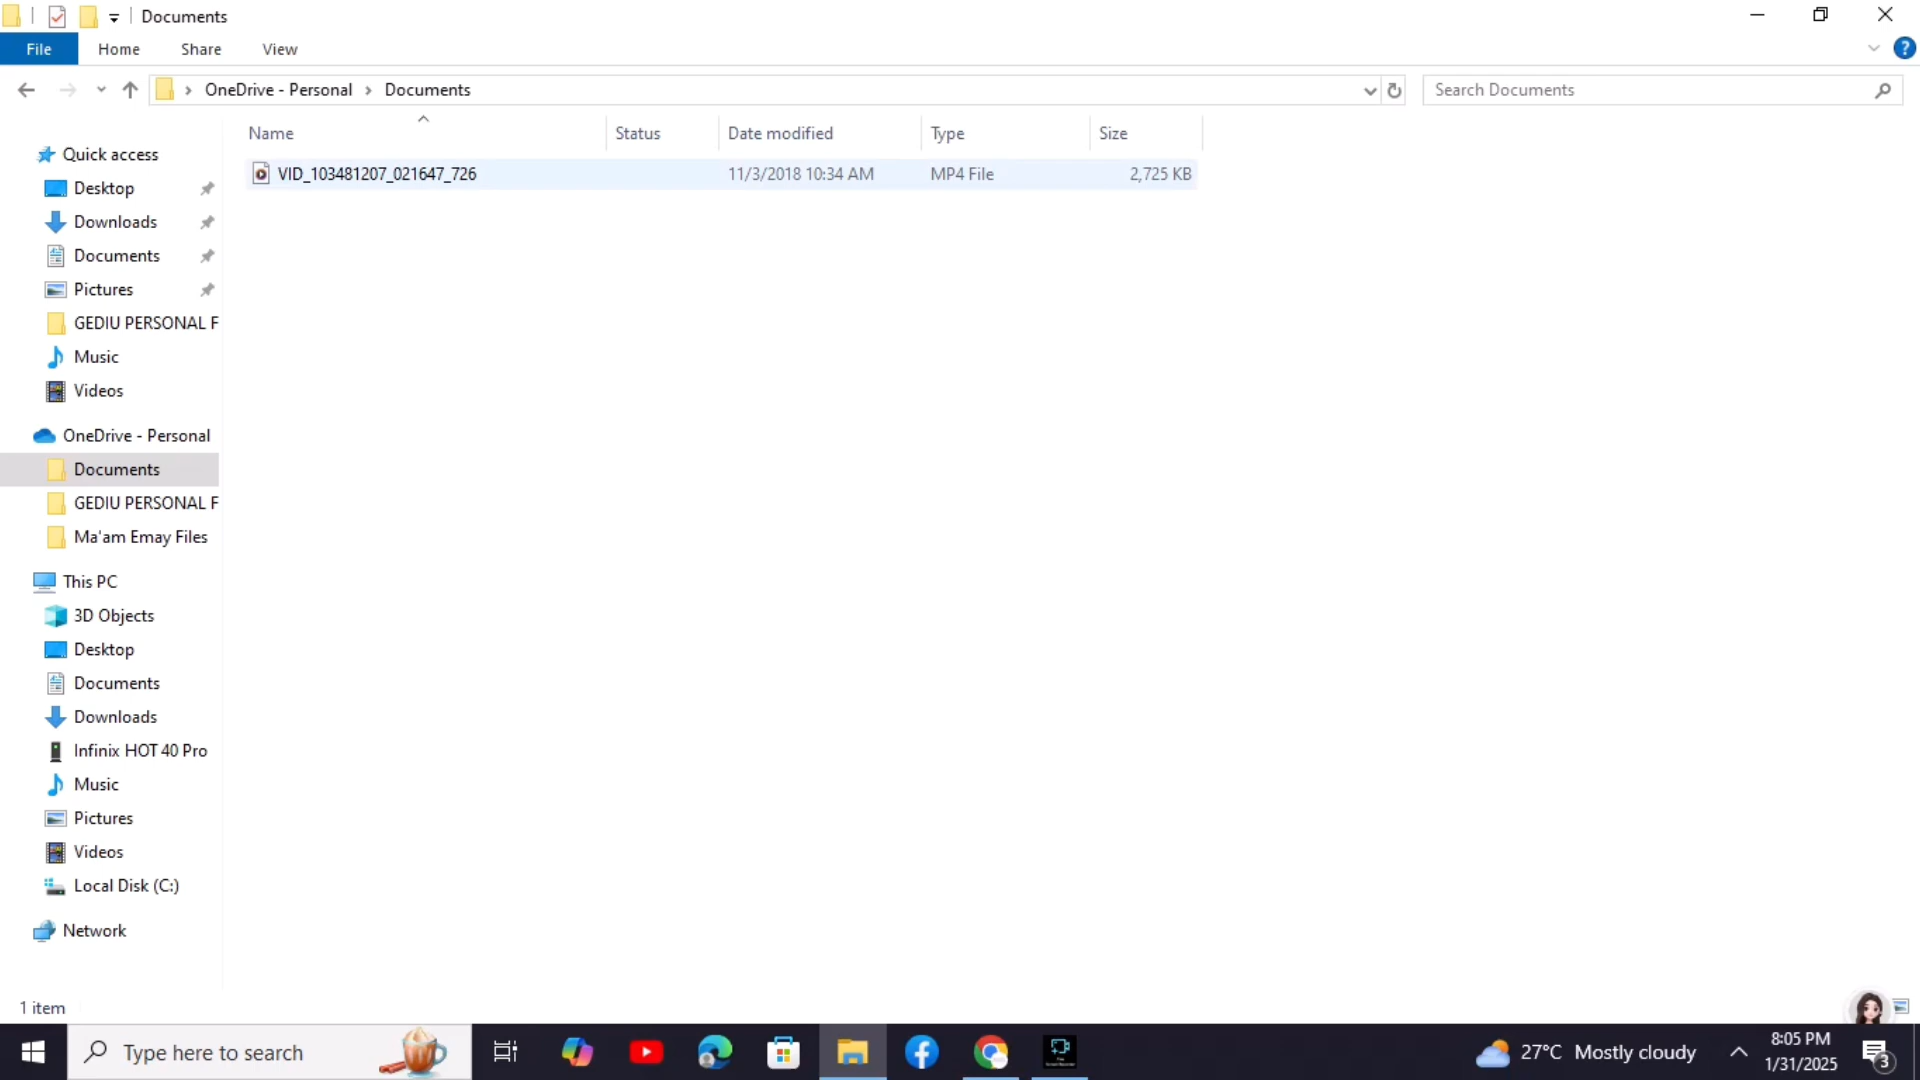 Documents
File Home Share View
OneDrive - Personal Documents
Search Documents
Name Status Date modified Type Size
VID_103481207_021647_726 11/3/2018 10:34 AM MP4 File 2,725 KB
Quick access
Desktop
Downloads
Documents
Pictures
GEDIU PERSONAL F
Music
Videos
OneDrive - Personal
Documents
GEDIU PERSONAL F
Ma'am Emay Files
This PC
3D Objects
Desktop
Documents
Downloads
Infinix HOT 40 Pro
Music
Pictures
Videos
Local Disk (C:)
Network
1 item
Type here to search
27°C Mostly cloudy
8:05 PM
1/31/2025
3